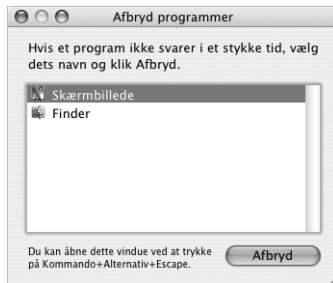 Afbryd programmer
Hvis et program ikke svarer i et stykke tid, vælg
dets navn og klik Afbryd.
Skærmbillede
Finder
Du kan åbne dette vindue ved at trykke
på Kommando+Alternativ+Escape.
Afbryd